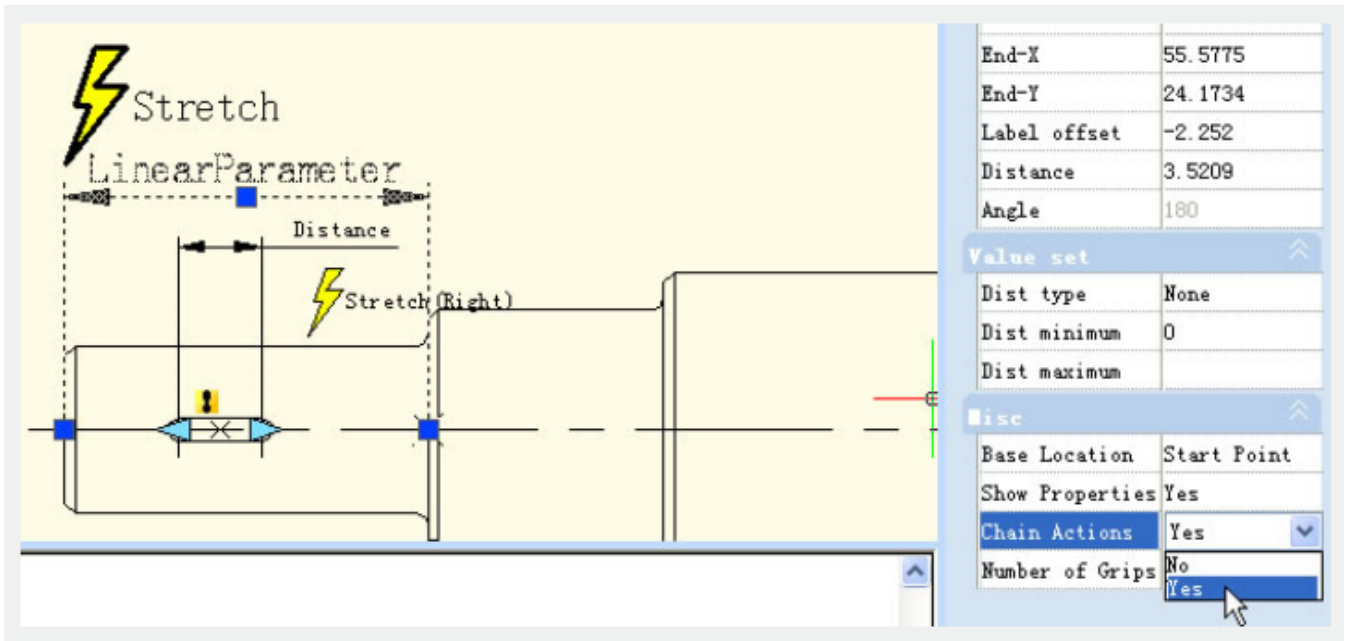 Stretch
LinearParameter
Distance
Stretch(Right)
End-X 55.5775
End-Y 24.1734
Label offset -2.252
Distance 3.5209
Angle 180
Value set
Dist type None
Dist minimum 0
Dist maximum
Misc
Base Location Start Point
Show Properties Yes
Chain Actions Yes
Number of Grips No
Yes